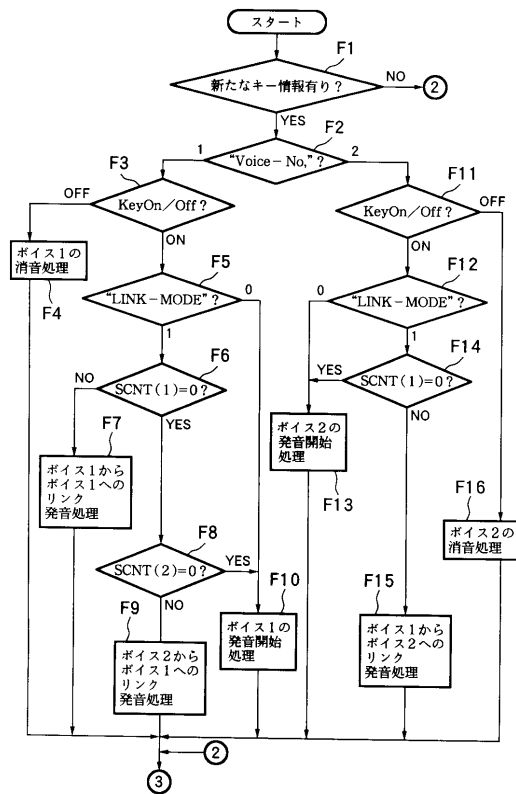 スタート
F1
新たなキー情報有り？
NO
②
YES
F2
“Voice－No,”？
1
2
F3
KeyOn／Off？
OFF
ON
F11
KeyOn／Off？
OFF
ON
ボイス1の
消音処理
F4
F5
“LINK－MODE”？
0
1
F12
“LINK－MODE”？
0
1
F6
SCNT(1)=0？
NO
YES
F14
SCNT(1)=0？
YES
NO
F7
ボイス1から
ボイス1への
リンク
発音処理
ボイス2の
発音開始
処理
F13
F16
ボイス2の
消音処理
F8
SCNT(2)=0？
YES
NO
F9
ボイス2から
ボイス1への
リンク
発音処理
F10
ボイス1の
発音開始
処理
F15
ボイス1から
ボイス2への
リンク
発音処理
②
③